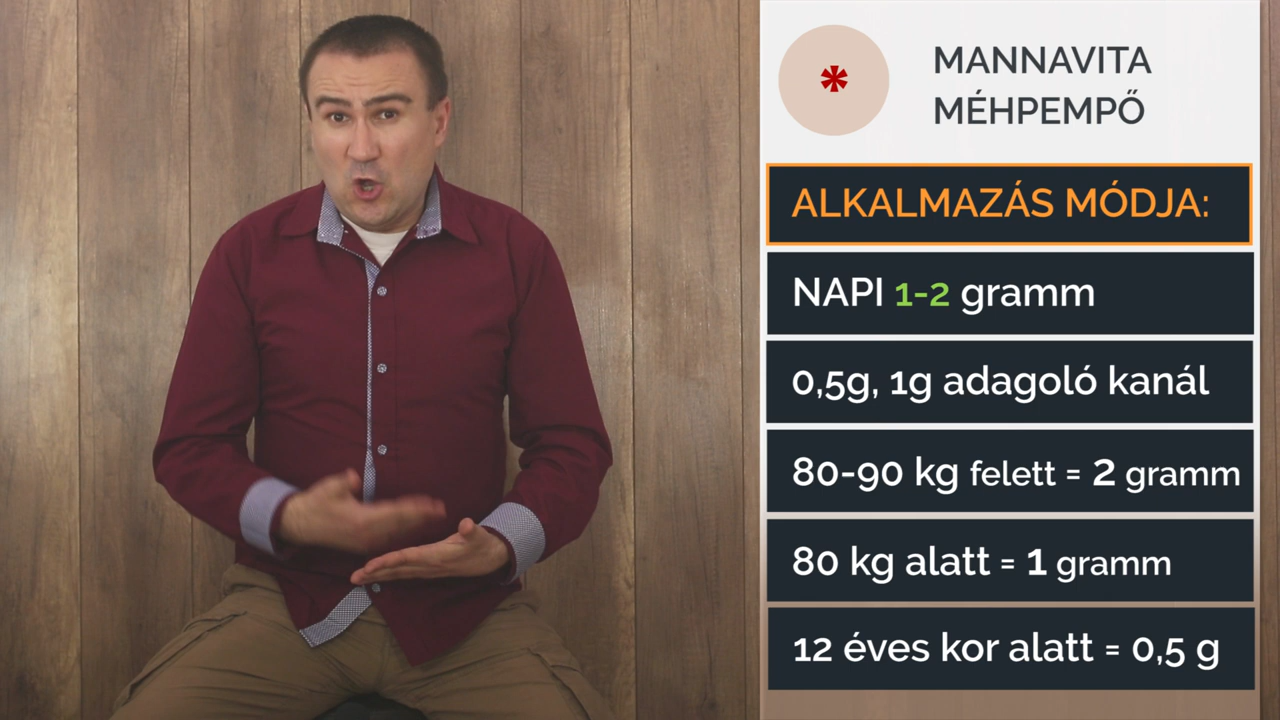 *
MANNAVITA
MÉHPEMPŐ
ALKALMAZÁS MÓDJA:
NAPI 1-2 gramm
0,5g, 1g adagoló kanál
80-90 kg felett = 2 gramm
80 kg alatt = 1 gramm
12 éves kor alatt = 0,5 g